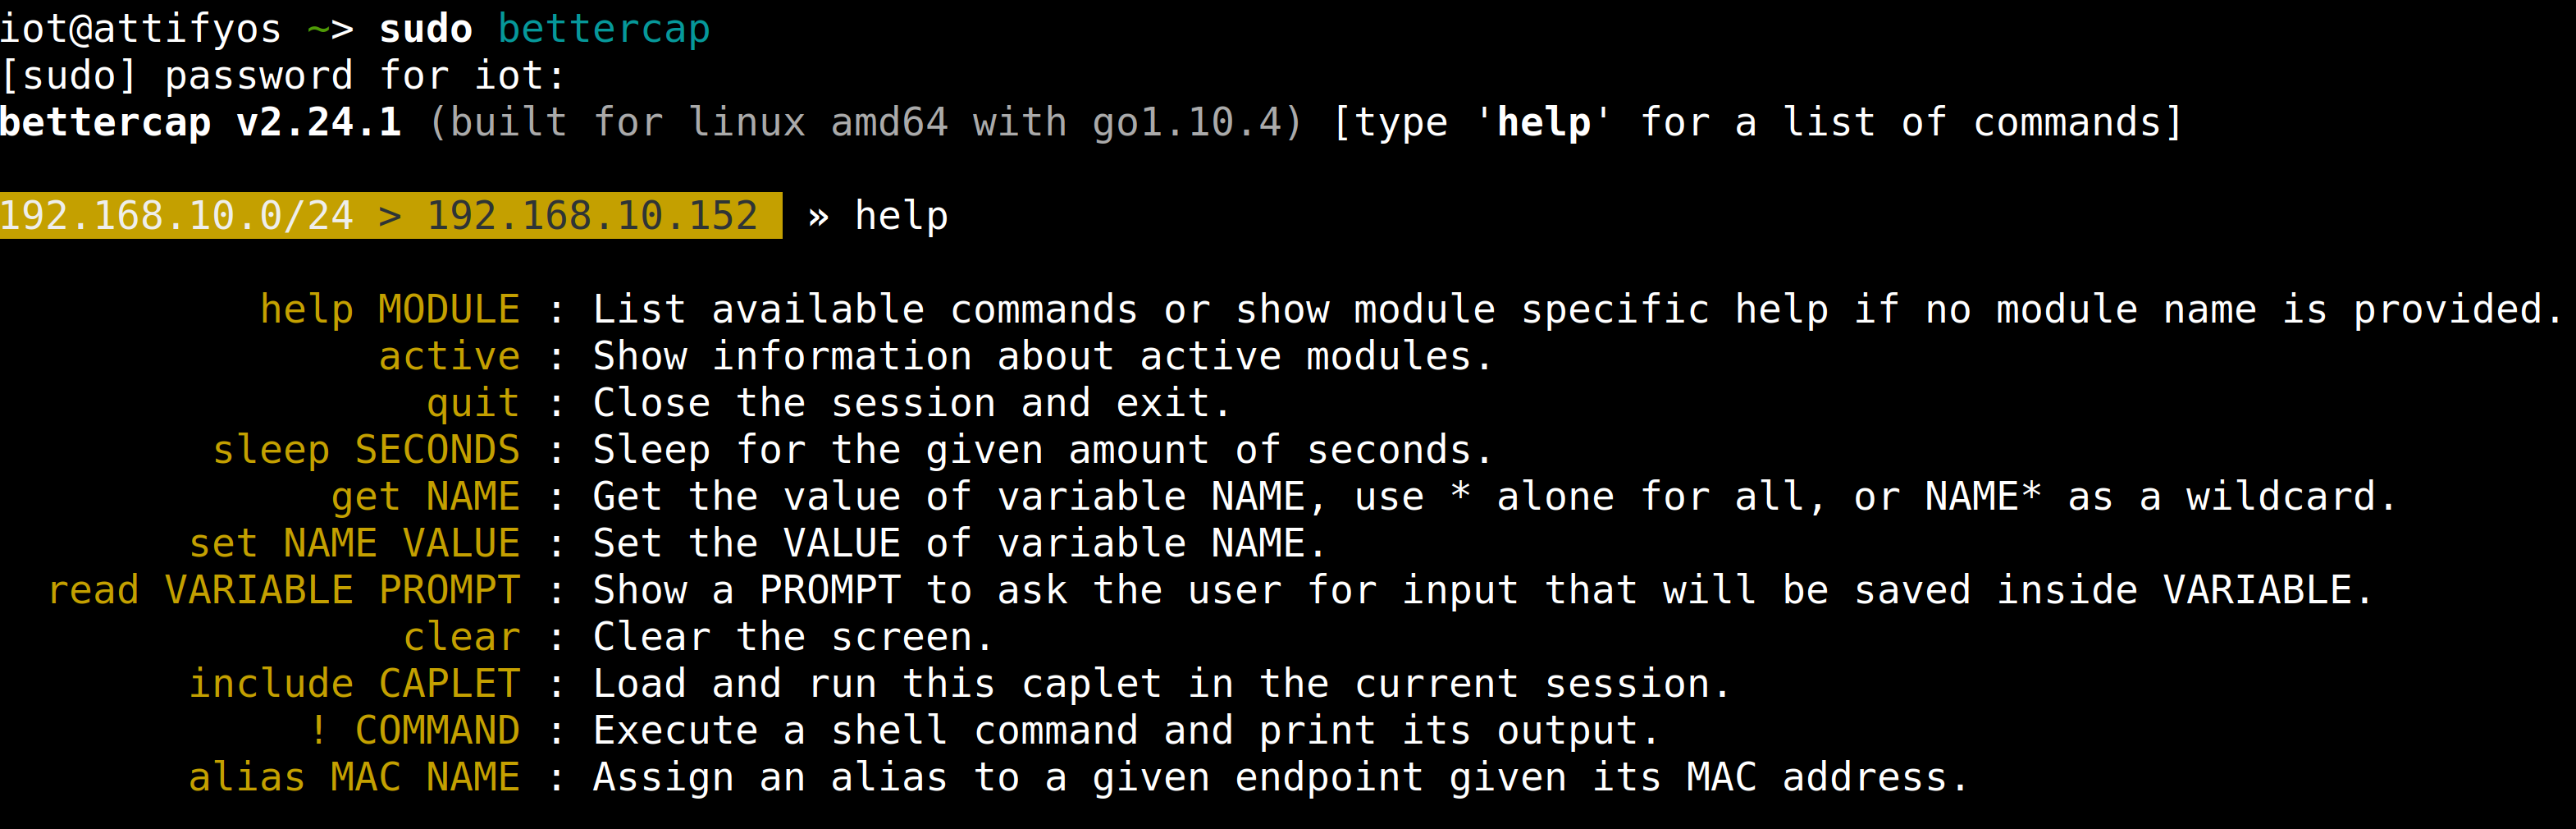 iot@attifyos ~> sudo bettercap
[sudo] password for iot:
bettercap v2.24.1 (built for linux amd64 with go1.10.4) [type 'help' for a list of commands]
192.168.10.0/24 > 192.168.10.152 » help
help MODULE : List available commands or show module specific help if no module name is provided.
active : Show information about active modules.
quit : Close the session and exit.
sleep SECONDS : Sleep for the given amount of seconds.
get NAME : Get the value of variable NAME, use * alone for all, or NAME* as a wildcard.
set NAME VALUE : Set the VALUE of variable NAME.
read VARIABLE PROMPT : Show a PROMPT to ask the user for input that will be saved inside VARIABLE.
clear : Clear the screen.
include CAPLET : Load and run this caplet in the current session.
! COMMAND : Execute a shell command and print its output.
alias MAC NAME : Assign an alias to a given endpoint given its MAC address.